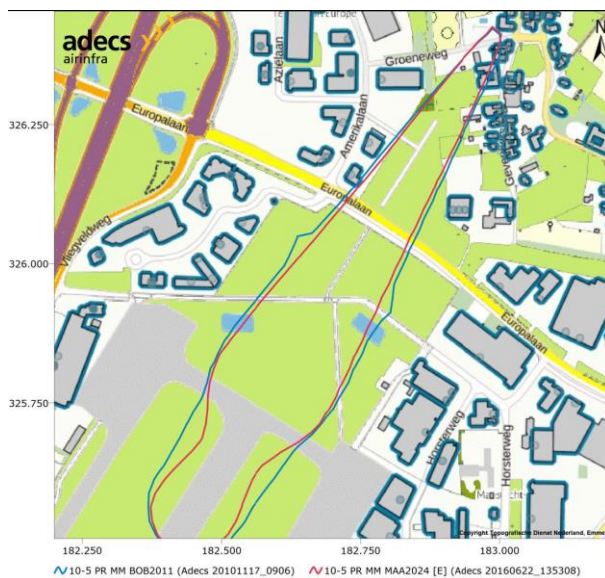 adecs
airinfra
N
Azielaan
Groeneweg
326.250
Europalaan
Amerikalaan
Europalaan
Vliegveldweg
326.000
Europalaan
325.750
Horsterweg
Horsterweg
Copyright Topografische Dienst Nederland, Emme
182.250
182.500
182.750
183.000
10-5 PR MM BOB2011 (Adecs 20101117_0906)
10-5 PR MM MAA2024 [E] (Adecs 20160622_135308)